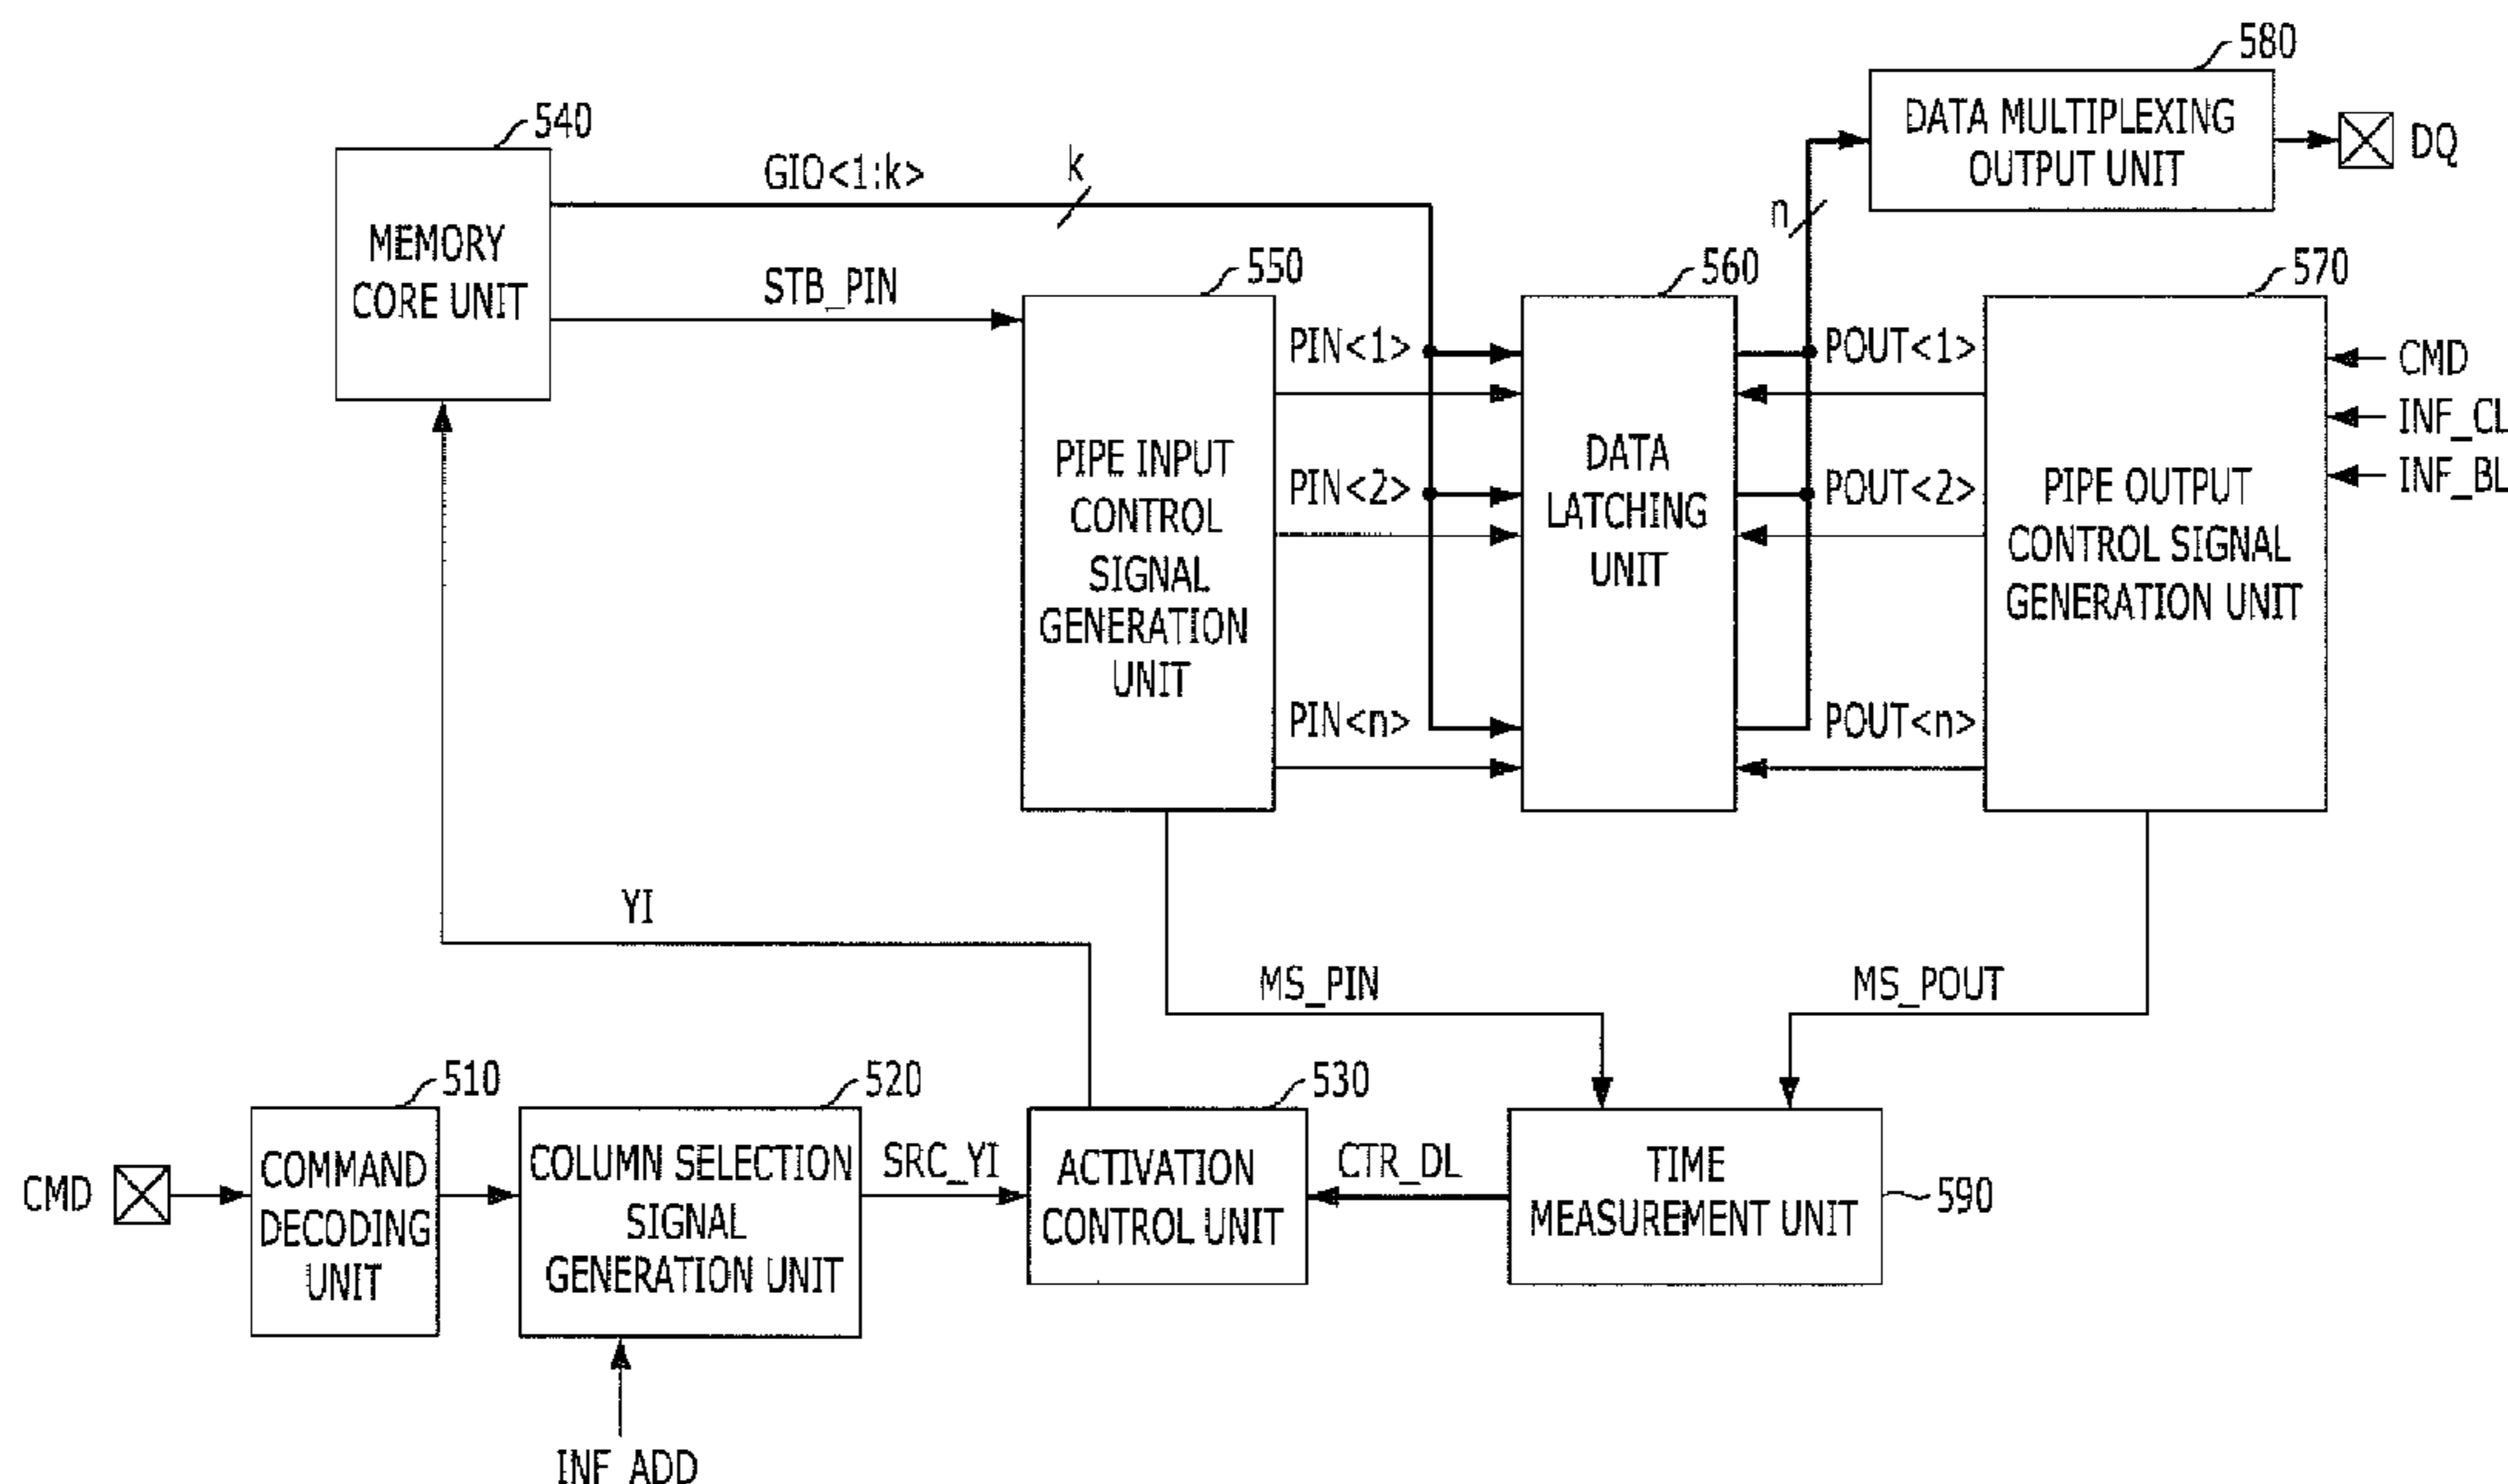 580
DATA MULTIPLEXING
OUTPUT UNIT
DQ
540
MEMORY
CORE UNIT
GIO<1:k>
k
n
STB_PIN
550
PIPE INPUT
CONTROL
SIGNAL
GENERATION
UNIT
PIN<1>
PIN<2>
PIN<n>
560
DATA
LATCHING
UNIT
POUT<1>
POUT<2>
POUT<n>
570
PIPE OUTPUT
CONTROL SIGNAL
GENERATION UNIT
CMD
INF_CL
INF_BL
YI
MS_PIN
MS_POUT
CMD
510
COMMAND
DECODING
UNIT
520
COLUMN SELECTION
SIGNAL
GENERATION UNIT
INF_ADD
SRC_YI
530
ACTIVATION
CONTROL UNIT
CTR_DL
TIME
MEASUREMENT UNIT
590